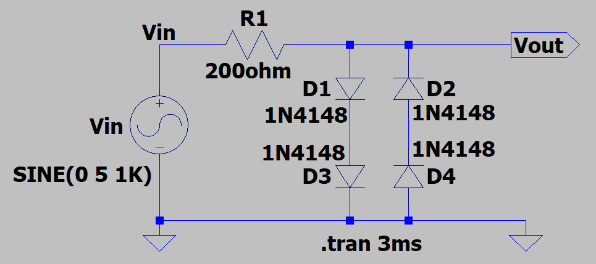 R1
Vin
Vout
200ohm
D1
D2
1N4148
1N4148
Vin
1N4148
1N4148
SINE(0 5 1K)
D3
D4
.tran 3ms